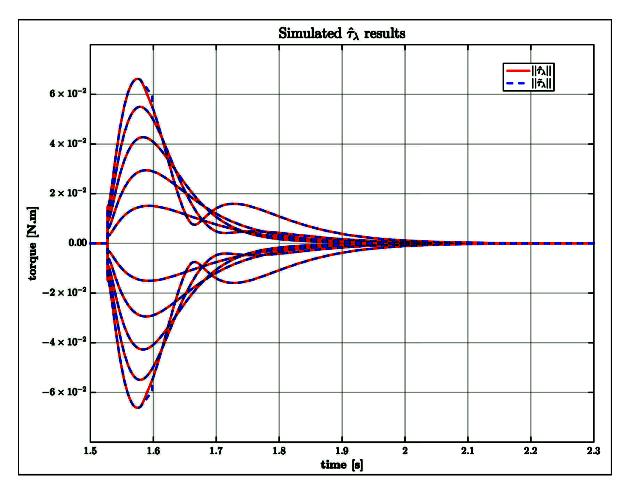 Simulated τ̂λ results
||τ̂λ||
||τ̃λ||
6 × 10⁻²
4 × 10⁻²
2 × 10⁻²
0.00
−2 × 10⁻²
−4 × 10⁻²
−6 × 10⁻²
torque [N.m]
1.5 1.6 1.7 1.8 1.9 2 2.1 2.2 2.3
time [s]